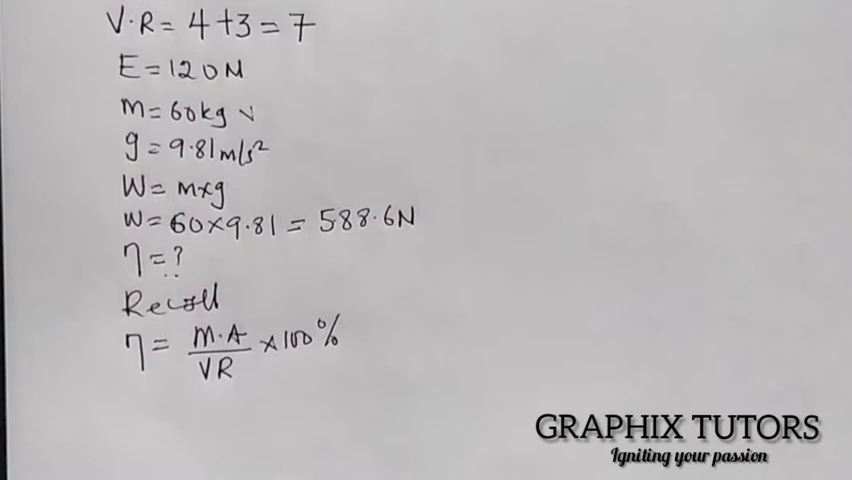 V.R = 4+3 = 7
E = 120N
m = 60kg
g = 9.81m/s²
W = mxg
W = 60×9.81 = 588.6N
η = ?
Recall
η = M.A/VR × 100%
GRAPHIX TUTORS
Igniting your passion